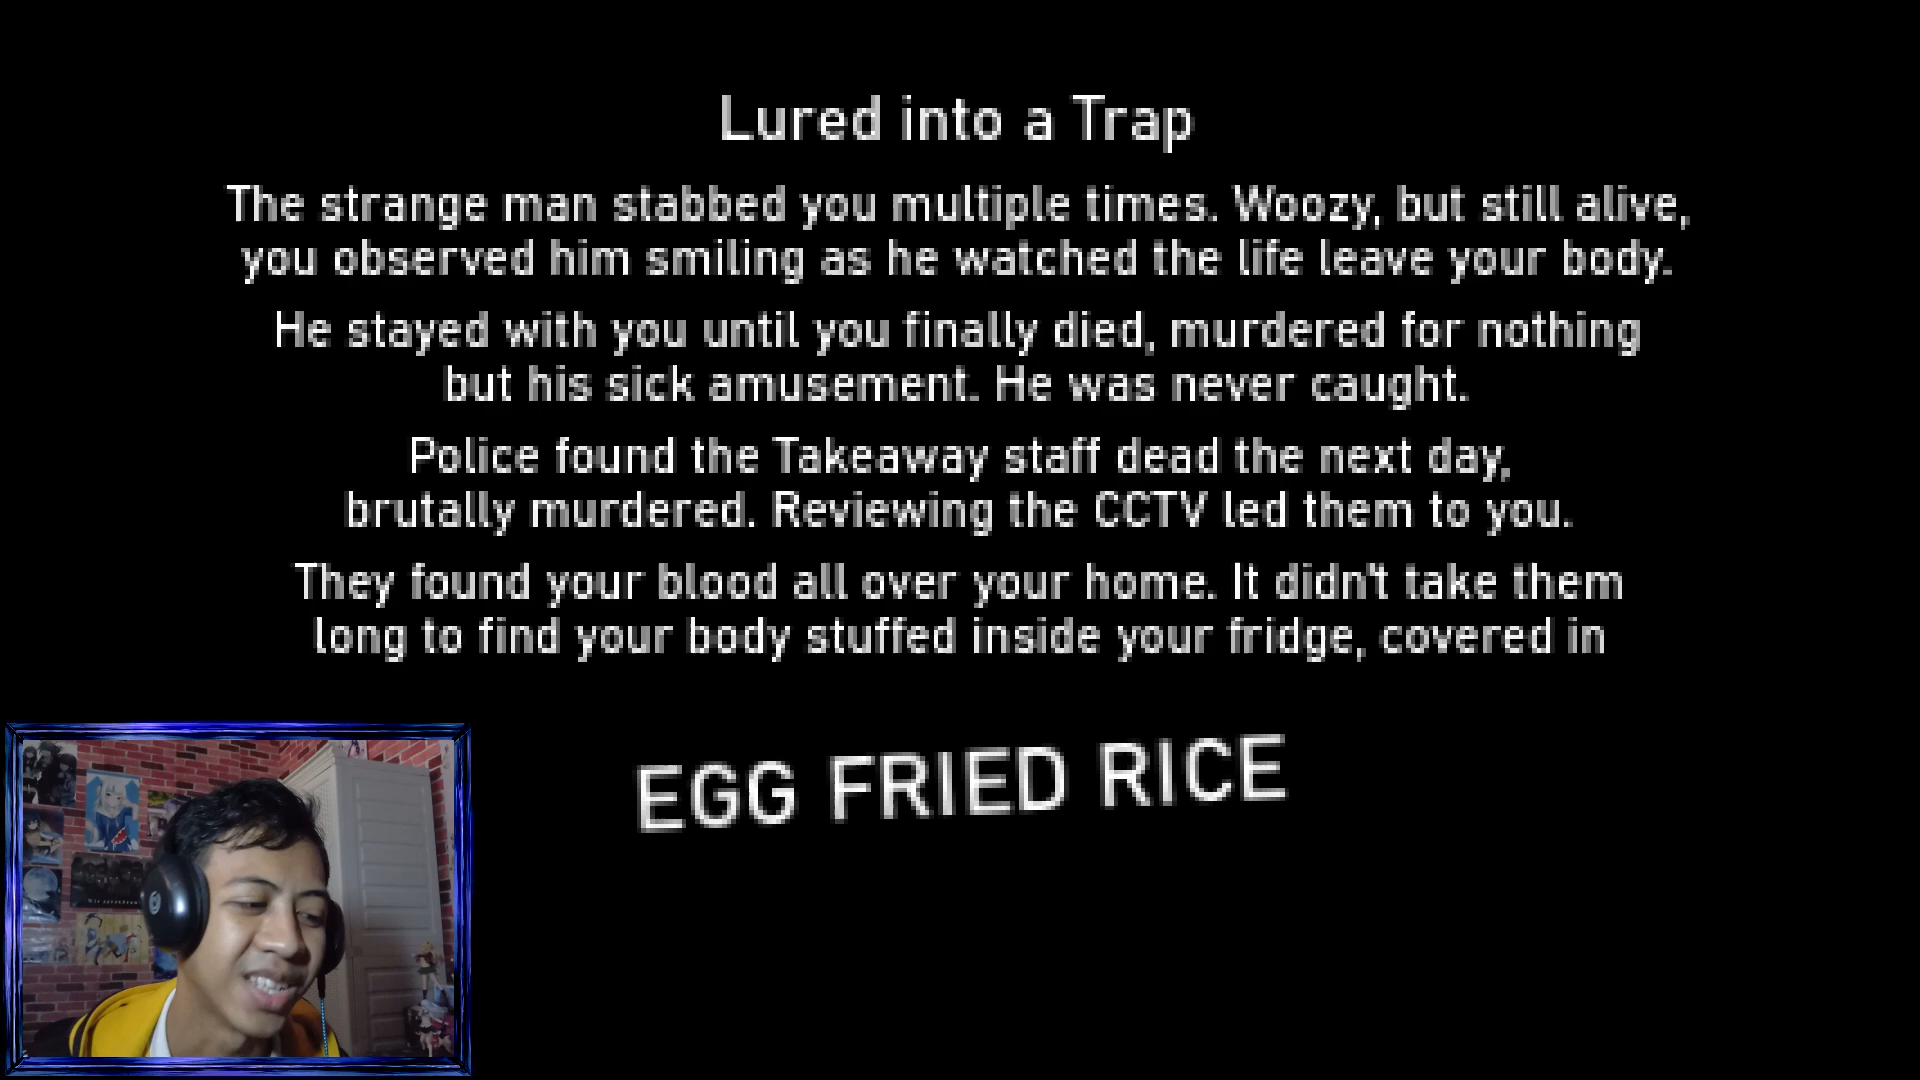 Lured into a Trap
The strange man stabbed you multiple times. Woozy, but still alive,
you observed him smiling as he watched the life leave your body.
He stayed with you until you finally died, murdered for nothing
but his sick amusement. He was never caught.
Police found the Takeaway staff dead the next day,
brutally murdered. Reviewing the CCTV led them to you.
They found your blood all over your home. It didn't take them
long to find your body stuffed inside your fridge, covered in
EGG FRIED RICE